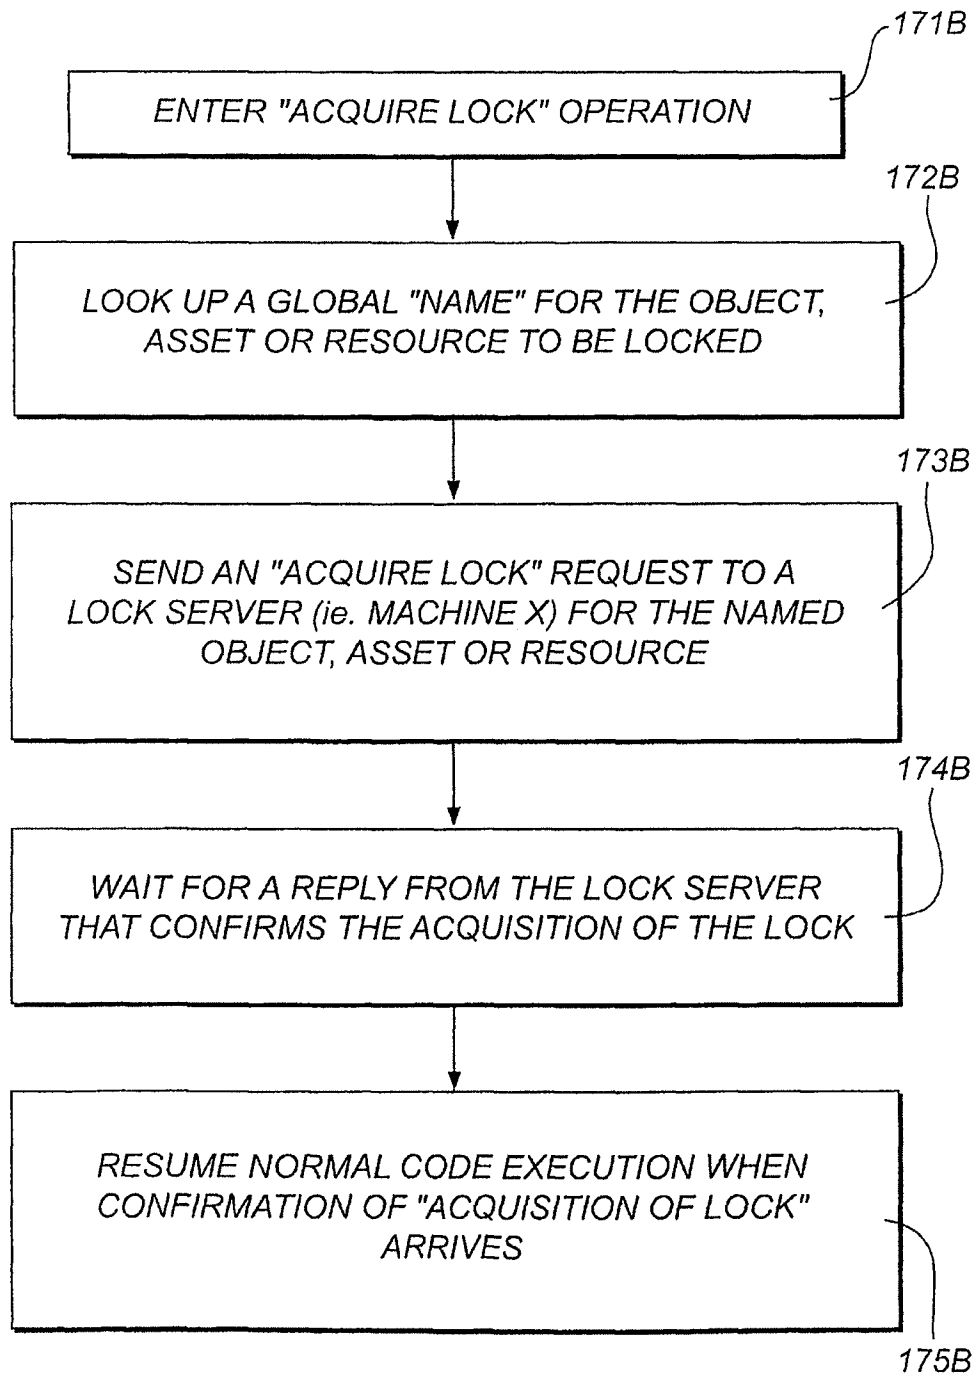 171B
ENTER "ACQUIRE LOCK" OPERATION
172B
LOOK UP A GLOBAL "NAME" FOR THE OBJECT,
ASSET OR RESOURCE TO BE LOCKED
173B
SEND AN "ACQUIRE LOCK" REQUEST TO A
LOCK SERVER (ie. MACHINE X) FOR THE NAMED
OBJECT, ASSET OR RESOURCE
174B
WAIT FOR A REPLY FROM THE LOCK SERVER
THAT CONFIRMS THE ACQUISITION OF THE LOCK
RESUME NORMAL CODE EXECUTION WHEN
CONFIRMATION OF "ACQUISITION OF LOCK"
ARRIVES
175B